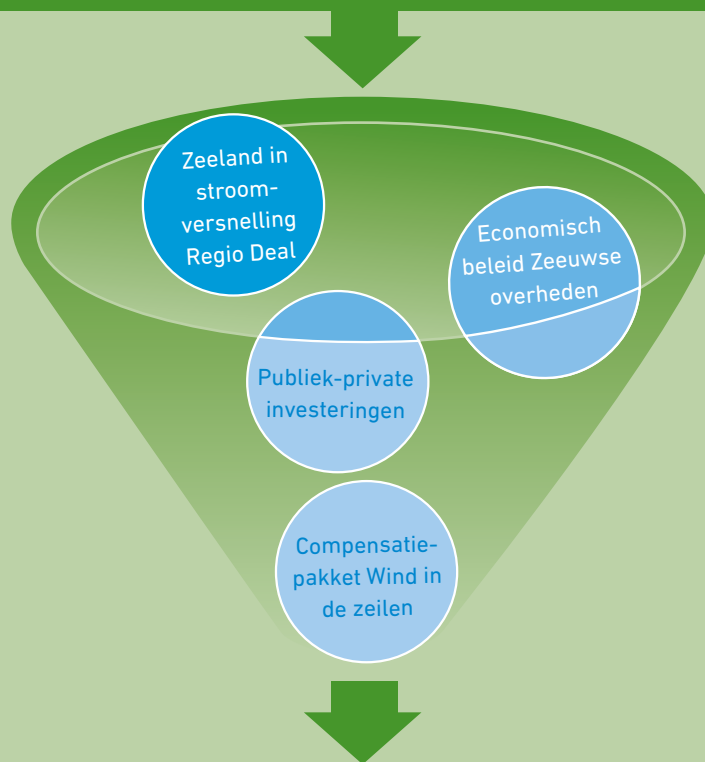 Zeeland in
stroom-
versnelling
Regio Deal
Economisch
beleid Zeeuwse
overheden
Publiek-private
investeringen
Compensatie-
pakket Wind in
de zeilen